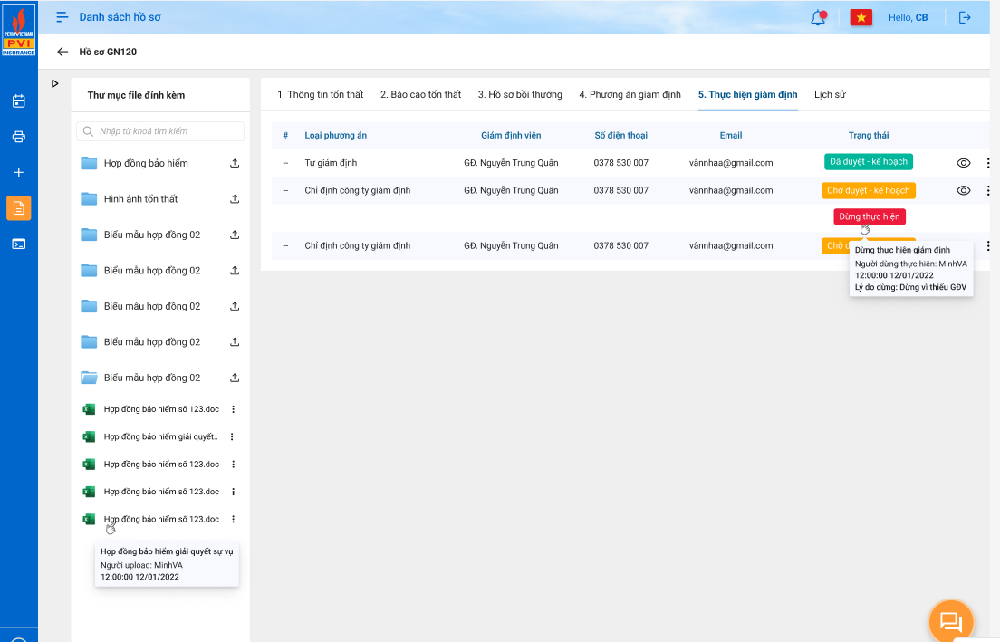 PETROVIETNAM
PVI
INSURANCE
Danh sách hồ sơ
Hello, CB
Hồ sơ GN120
Thư mục file đính kèm
Nhập từ khoá tìm kiếm
Hợp đồng bảo hiểm
Hình ảnh tổn thất
Biểu mẫu hợp đồng 02
Biểu mẫu hợp đồng 02
Biểu mẫu hợp đồng 02
Biểu mẫu hợp đồng 02
Biểu mẫu hợp đồng 02
Hợp đồng bảo hiểm số 123.doc
Hợp đồng bảo hiểm giải quyết..
Hợp đồng bảo hiểm số 123.doc
Hợp đồng bảo hiểm số 123.doc
Hợp đồng bảo hiểm số 123.doc
Hợp đồng bảo hiểm giải quyết sự vụ
Người upload: MinhVA
12:00:00 12/01/2022
1. Thông tin tổn thất 2. Báo cáo tổn thất 3. Hồ sơ bồi thường 4. Phương án giám định 5. Thực hiện giám định Lịch sử
# Loại phương án Giám định viên Số điện thoại Email Trạng thái
-- Tự giám định GĐ. Nguyễn Trung Quân 0378 530 007 vânnhaa@gmail.com Đã duyệt - kế hoạch
-- Chỉ định công ty giám định GĐ. Nguyễn Trung Quân 0378 530 007 vânnhaa@gmail.com Chờ duyệt - kế hoạch
Dừng thực hiện
-- Chỉ định công ty giám định GĐ. Nguyễn Trung Quân 0378 530 007 vânnhaa@gmail.com Chờ
Dừng thực hiện giám định
Người dừng thực hiện: MinhVA
12:00:00 12/01/2022
Lý do dừng: Dừng vì thiếu GĐV